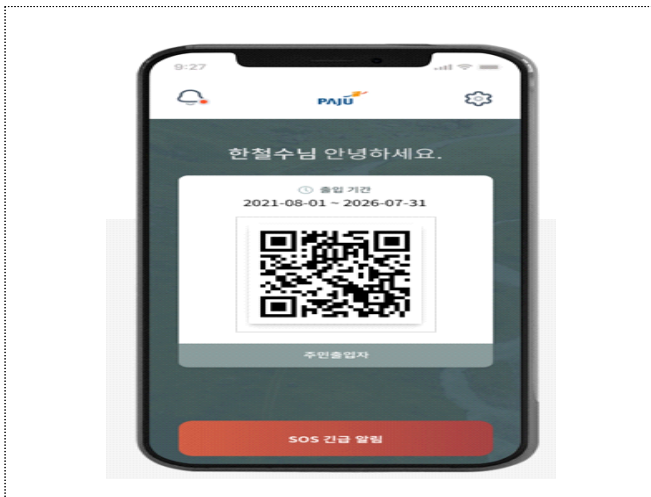 9:27
PAJU
한철수님 안녕하세요.
출입 기간
2021-08-01 ~ 2026-07-31
주민출입자
SOS 긴급 알림